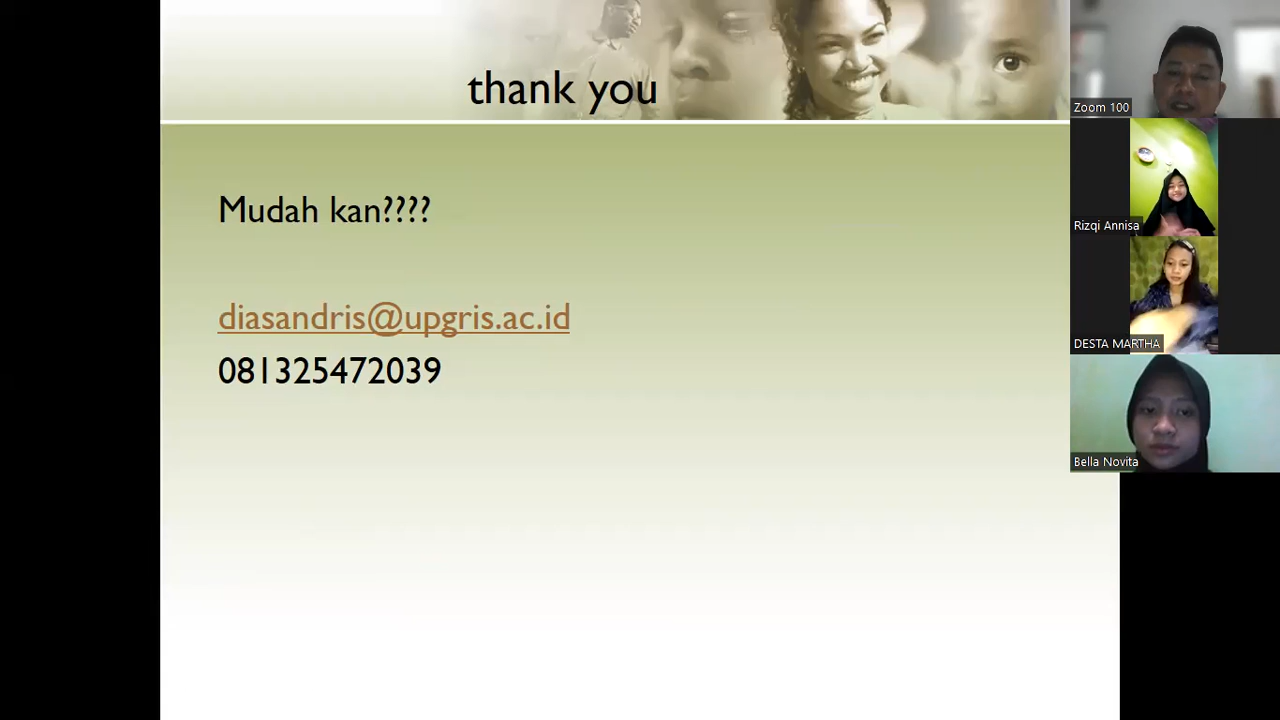 thank you
Mudah kan????
diasandris@upgris.ac.id
081325472039
Zoom 100
Rizqi Annisa
DESTA MARTHA
Bella Novita